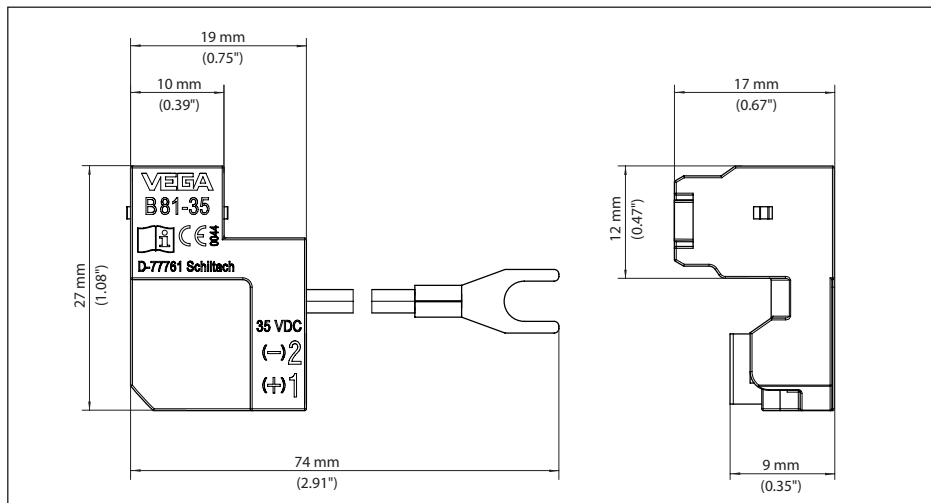 19 mm
(0.75")
10 mm
(0.39")
17 mm
(0.67")
27 mm
(1.08")
VEGA
B81-35
i CE 0044
D-77761 Schiltach
35 VDC
(-)2
(+)1
12 mm
(0.47")
74 mm
(2.91")
9 mm
(0.35")